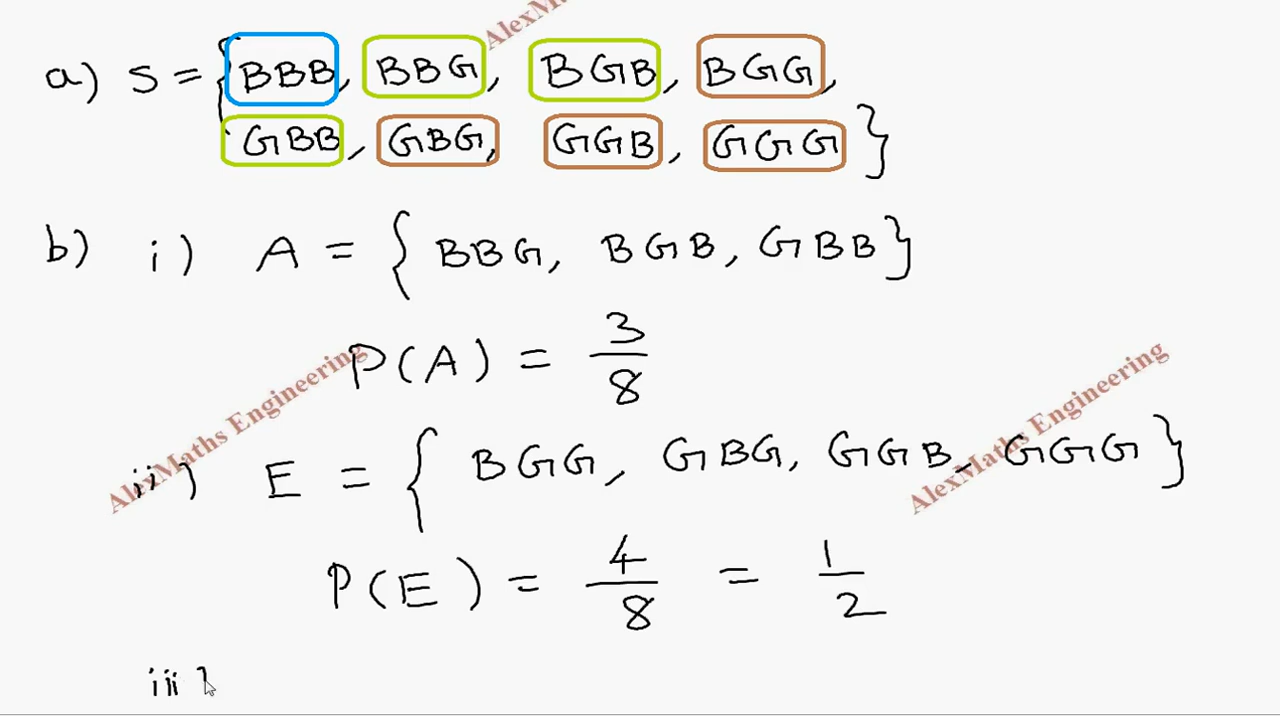 AlexMa
a) S = { BBB, BBG, BGB, BGG,
GBB, GBG, GGB, GGG }
b) i) A = { BBG, BGB, GBB }
P(A) = 3/8
AlexMaths Engineering
AlexMaths Engineering
ii) E = { BGG, GBG, GGB, GGG }
P(E) = 4/8 = 1/2
iii)